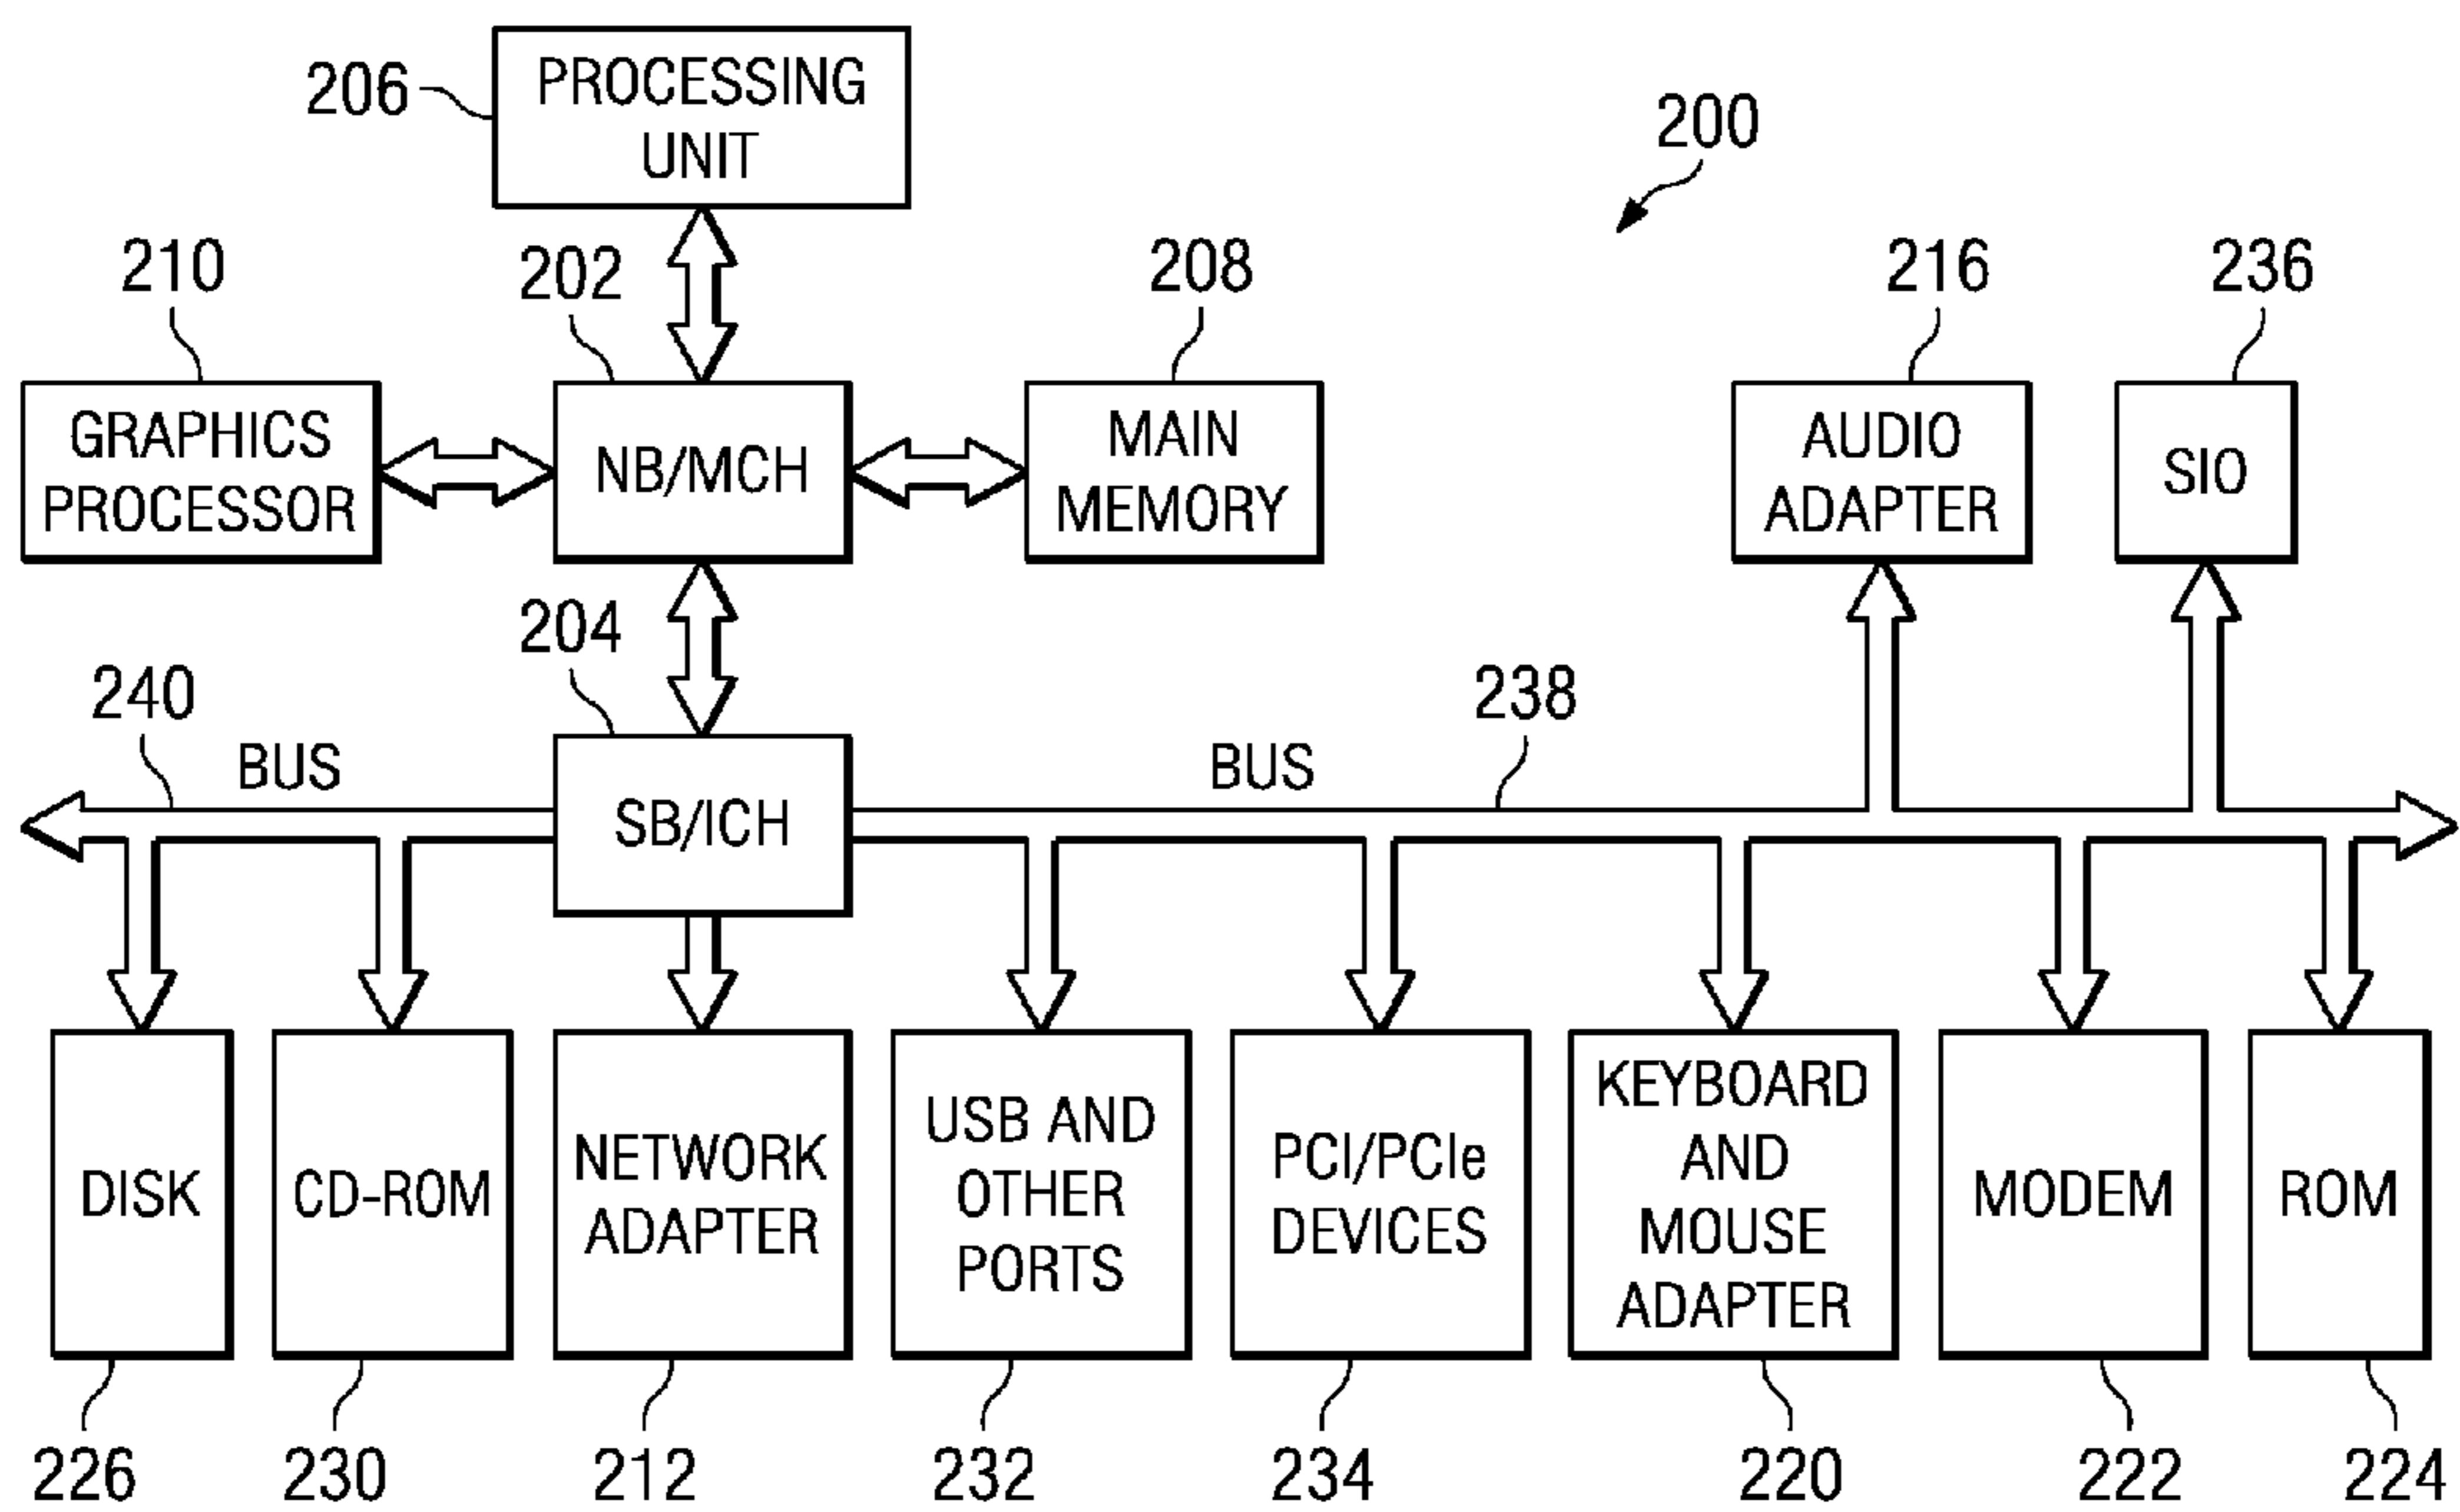 206
PROCESSING
UNIT
200
210
202
208
216
236
GRAPHICS
PROCESSOR
NB/MCH
MAIN
MEMORY
AUDIO
ADAPTER
SIO
204
240
BUS
238
BUS
SB/ICH
DISK
CD-ROM
NETWORK
ADAPTER
USB AND
OTHER
PORTS
PCI/PCIe
DEVICES
KEYBOARD
AND
MOUSE
ADAPTER
MODEM
ROM
226
230
212
232
234
220
222
224